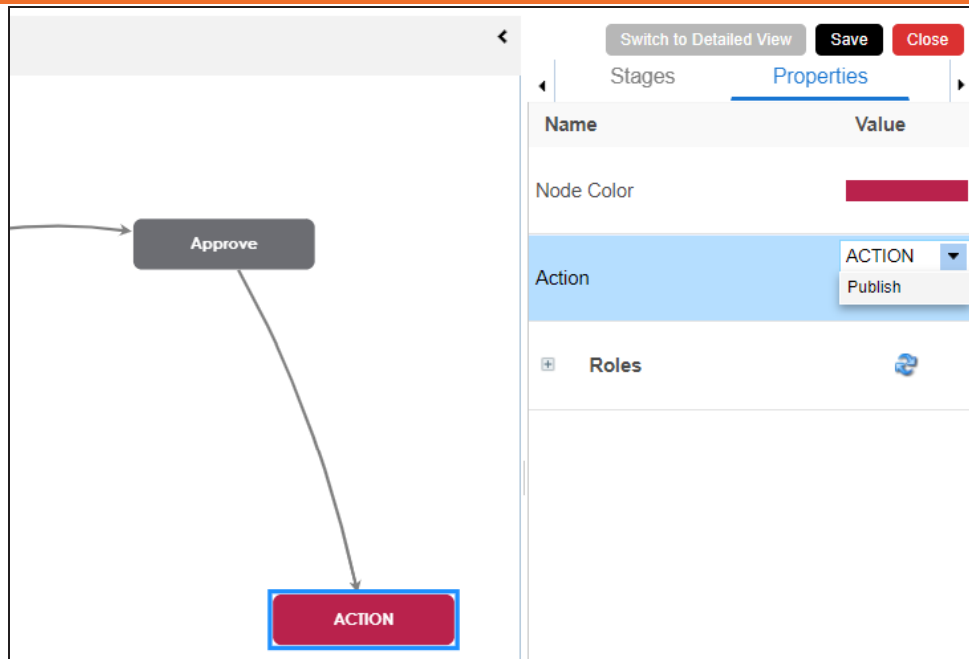 Switch to Detailed View Save Close
Stages Properties
Name Value
Node Color
Approve
ACTION
Action
Publish
Roles
ACTION